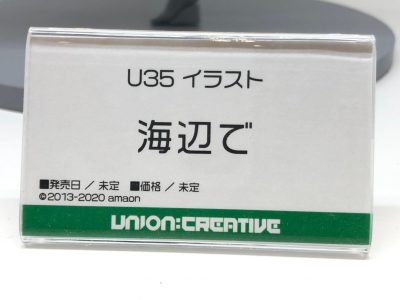 U35 イラスト
海辺で
■発売日 / 未定 ■価格 / 未定
©2013-2020 amaon
UNION:CREATIVE